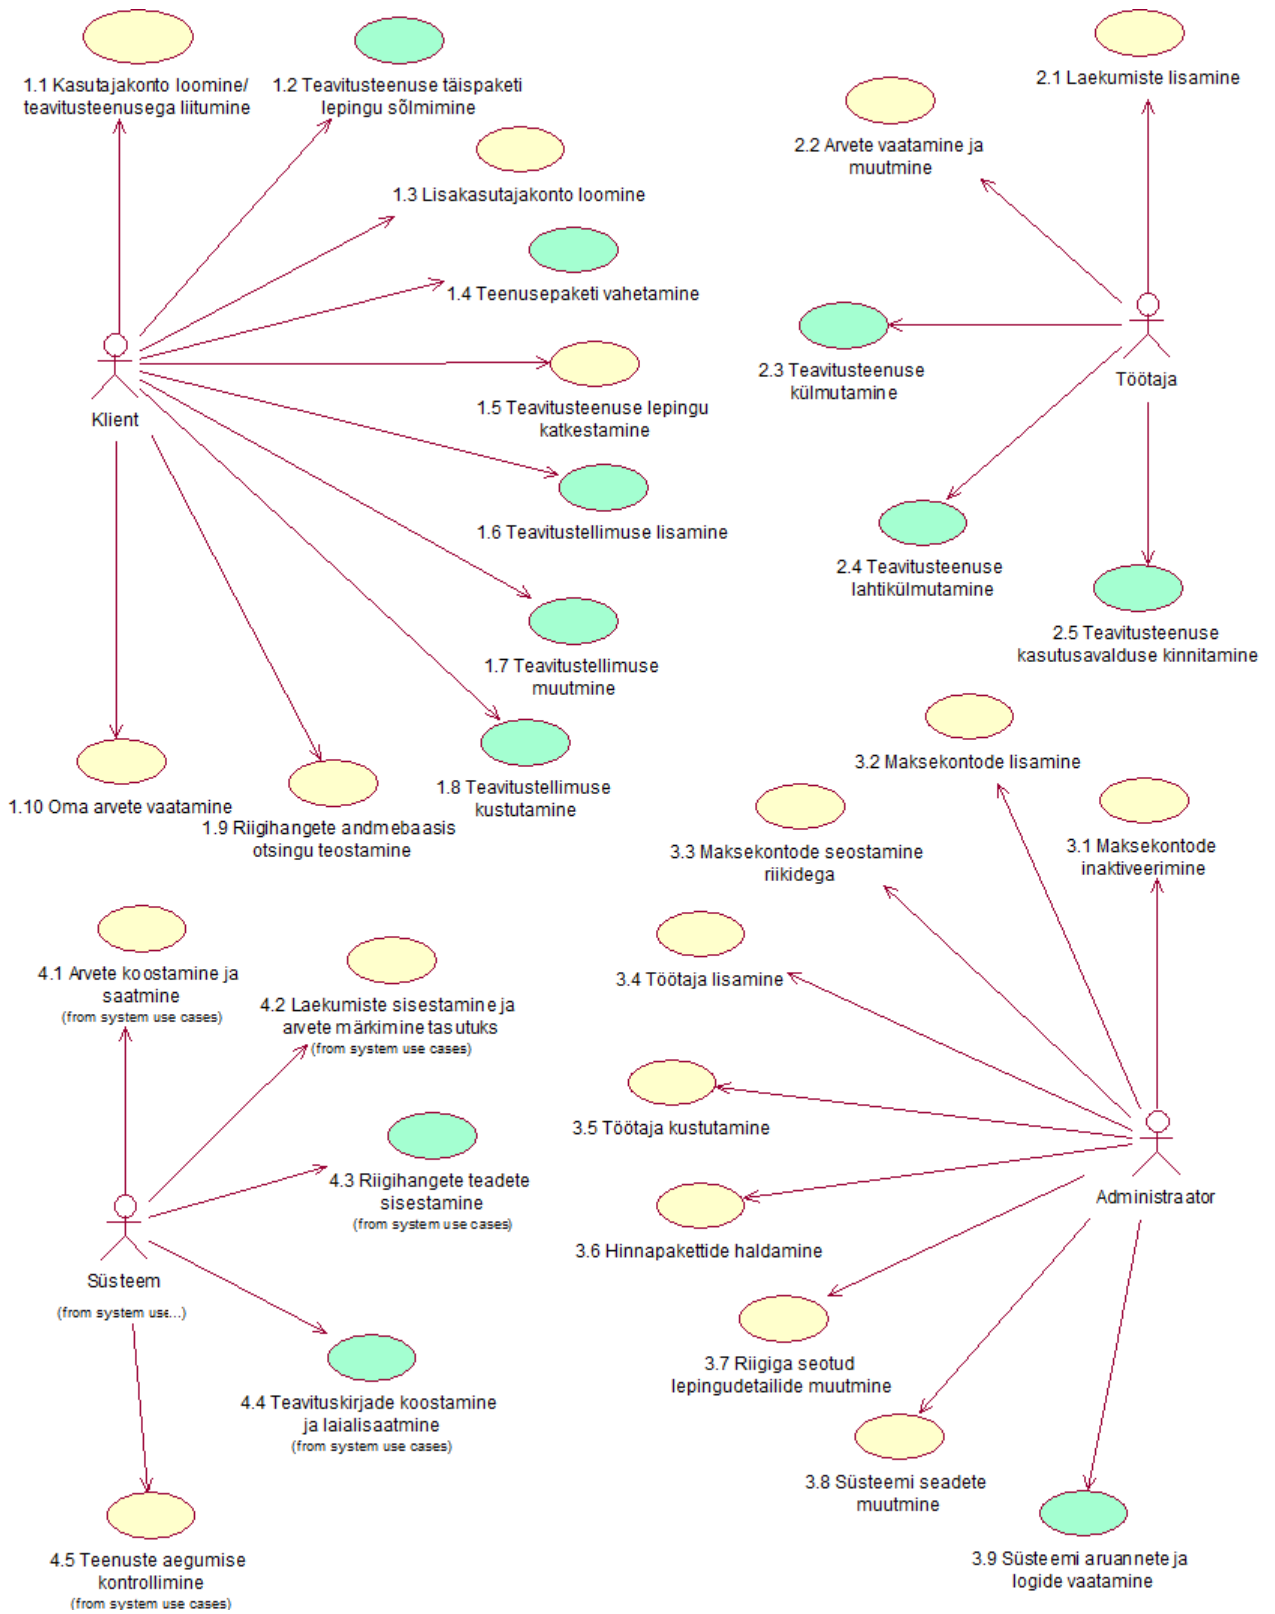 1.1 Kasutajakonto loomine/
teavitusteenusega liitumine
1.2 Teavitusteenuse täispaketi
lepingu sõlmimine
1.3 Lisakasutajakonto loomine
1.4 Teenusepaketi vahetamine
Klient
1.5 Teavitusteenuse lepingu
katkestamine
1.6 Teavitustellimuse lisamine
1.7 Teavitustellimuse
muutmine
1.8 Teavitustellimuse
kustutamine
1.9 Riigihangete andmebaasis
otsingu teostamine
1.10 Oma arvete vaatamine
2.1 Laekumiste lisamine
2.2 Arvete vaatamine ja
muutmine
2.3 Teavitusteenuse
külmutamine
Töötaja
2.4 Teavitusteenuse
lahtikülmutamine
2.5 Teavitusteenuse
kasutusavalduse kinnitamine
3.2 Maksekontode lisamine
3.1 Maksekontode
inaktiveerimine
3.3 Maksekontode seostamine
riikidega
3.4 Töötaja lisamine
3.5 Töötaja kustutamine
Administraator
3.6 Hinnapakettide haldamine
3.7 Riigiga seotud
lepingudetailide muutmine
3.8 Süsteemi seadete
muutmine
3.9 Süsteemi aruannete ja
logide vaatamine
4.1 Arvete koostamine ja
saatmine
(from system use cases)
4.2 Laekumiste sisestamine ja
arvete märkimine tasutuks
(from system use cases)
4.3 Riigihangete teadete
sisestamine
(from system use cases)
Süsteem
(from system use...)
4.4 Teavituskirjade koostamine
ja laialisaatmine
(from system use cases)
4.5 Teenuste aegumise
kontrollimine
(from system use cases)